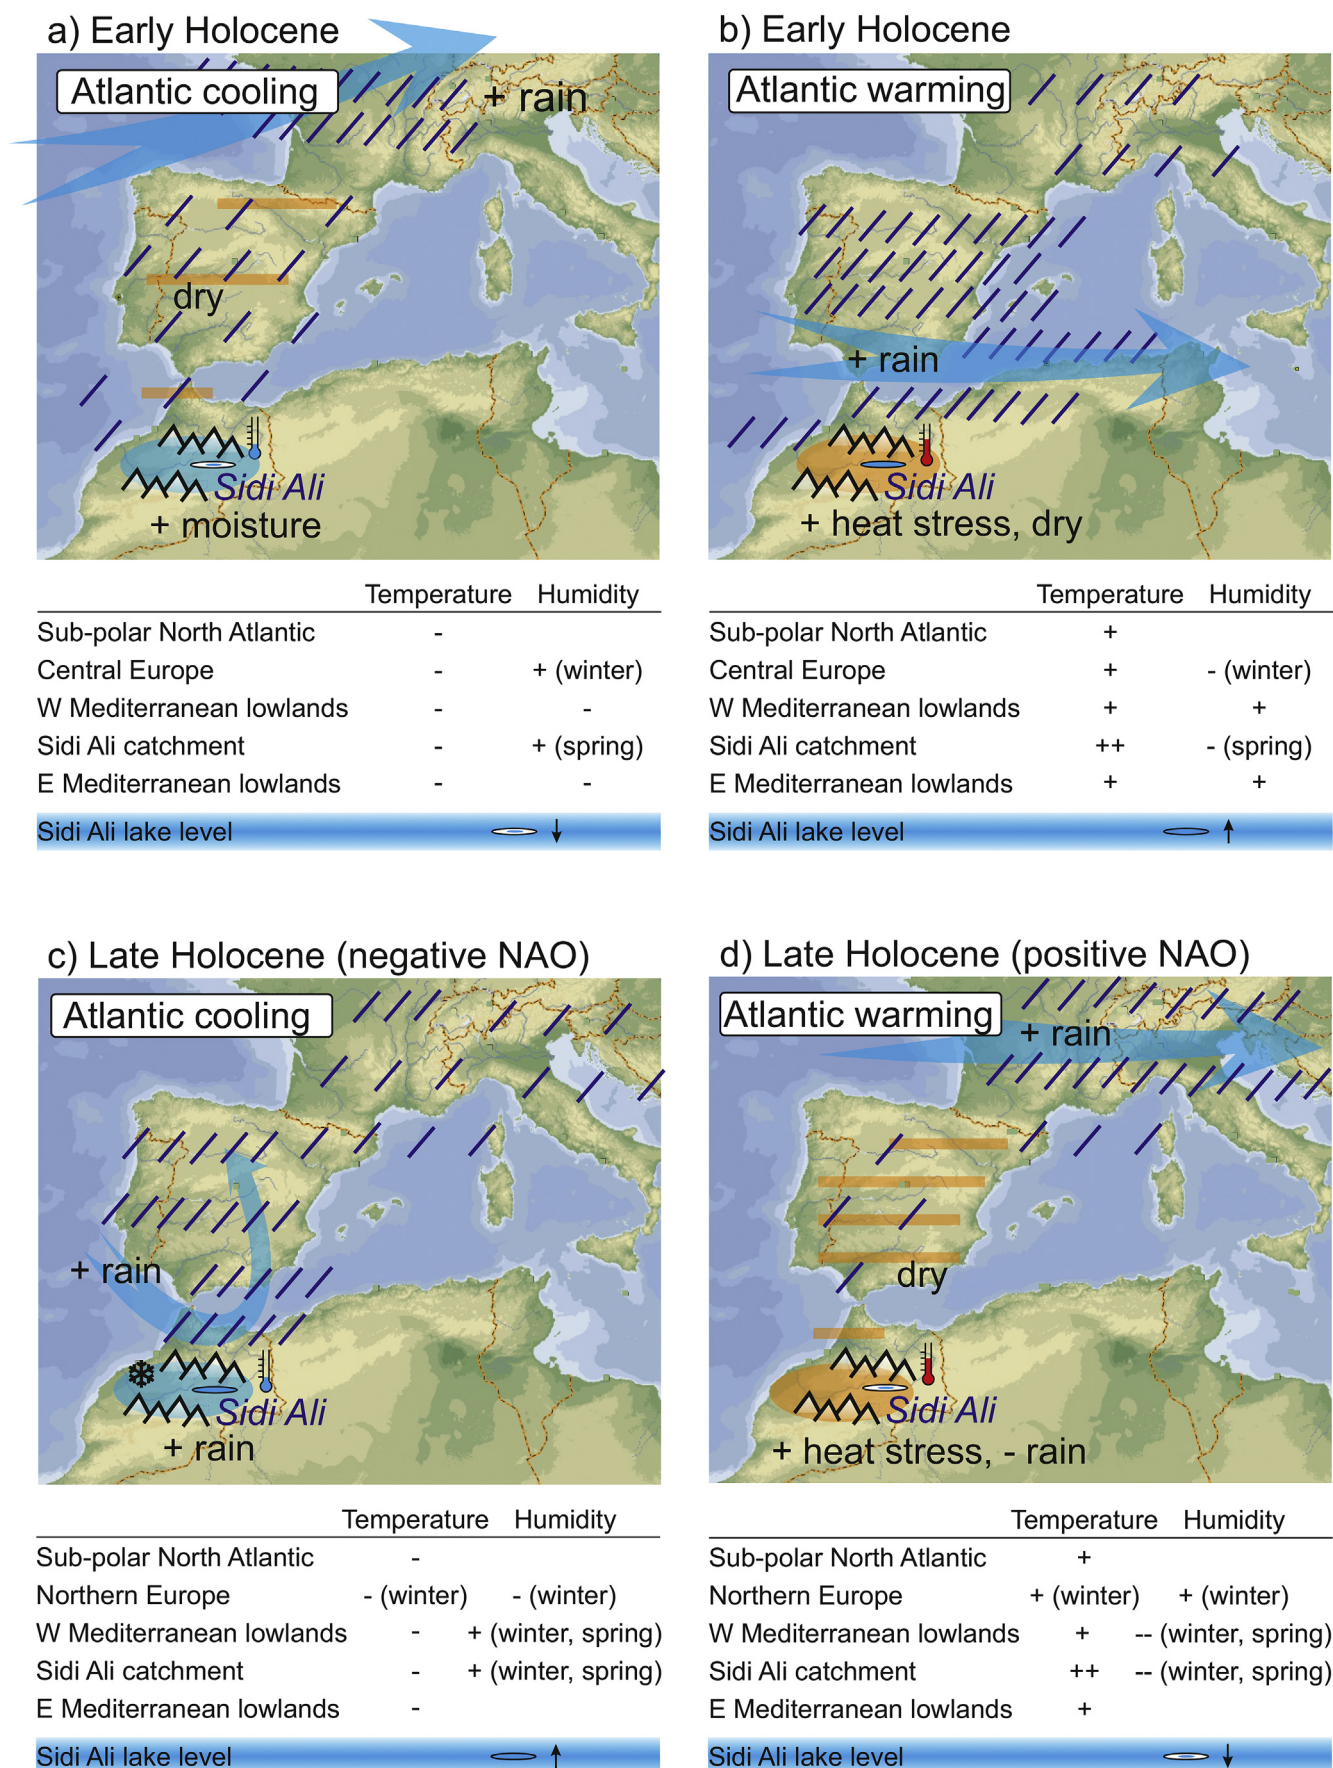 a) Early Holocene
Atlantic cooling
+ rain
dry
Sidi Ali
+ moisture
Temperature Humidity
Sub-polar North Atlantic -
Central Europe - + (winter)
W Mediterranean lowlands - -
Sidi Ali catchment - + (spring)
E Mediterranean lowlands - -
Sidi Ali lake level
b) Early Holocene
Atlantic warming
+ rain
Sidi Ali
+ heat stress, dry
Temperature Humidity
Sub-polar North Atlantic +
Central Europe + - (winter)
W Mediterranean lowlands + +
Sidi Ali catchment ++ - (spring)
E Mediterranean lowlands + +
Sidi Ali lake level
c) Late Holocene (negative NAO)
Atlantic cooling
+ rain
Sidi Ali
+ rain
Temperature Humidity
Sub-polar North Atlantic -
Northern Europe - (winter) - (winter)
W Mediterranean lowlands - + (winter, spring)
Sidi Ali catchment - + (winter, spring)
E Mediterranean lowlands -
Sidi Ali lake level
d) Late Holocene (positive NAO)
Atlantic warming
+ rain
dry
Sidi Ali
+ heat stress, - rain
Temperature Humidity
Sub-polar North Atlantic +
Northern Europe + (winter) + (winter)
W Mediterranean lowlands + -- (winter, spring)
Sidi Ali catchment ++ -- (winter, spring)
E Mediterranean lowlands +
Sidi Ali lake level